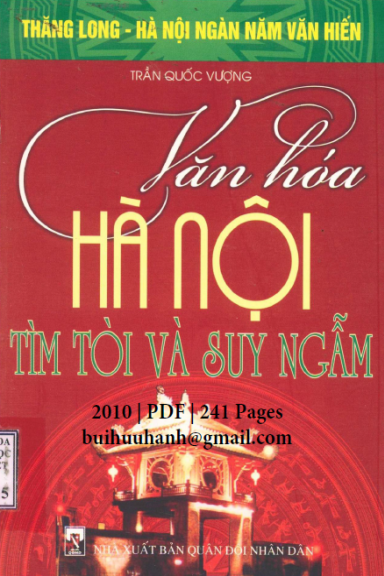 THĂNG LONG - HÀ NỘI NGÀN NĂM VĂN HIẾN
TRẦN QUỐC VƯỢNG
Văn hóa
HÀ NỘI
TÌM TÒI VÀ SUY NGẪM
2010 | PDF | 241 Pages
buihuuhanh@gmail.com
NHÀ XUẤT BẢN QUÂN ĐỘI NHÂN DÂN